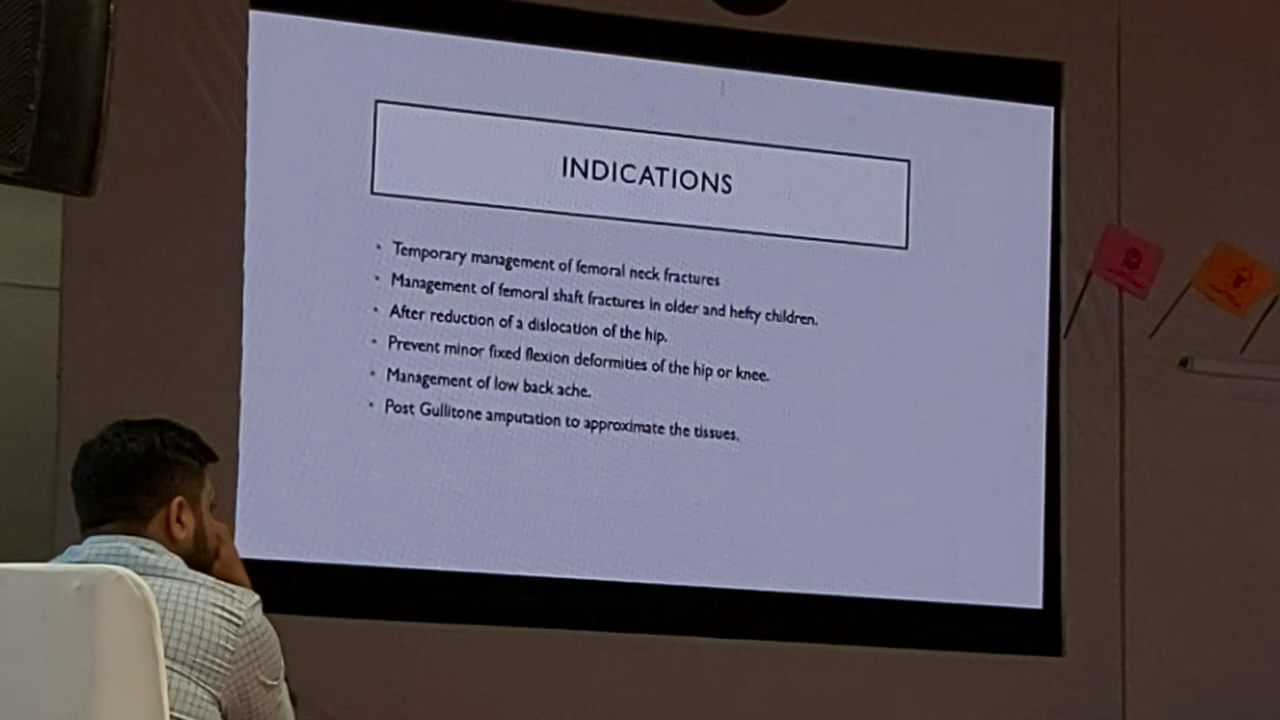 INDICATIONS
Temporary management of femoral neck fractures
Management of femoral shaft fractures in older and hefty children.
After reduction of a dislocation of the hip.
Prevent minor fixed flexion deformities of the hip or knee.
Management of low back ache.
Post Gullitone amputation to approximate the tissues.